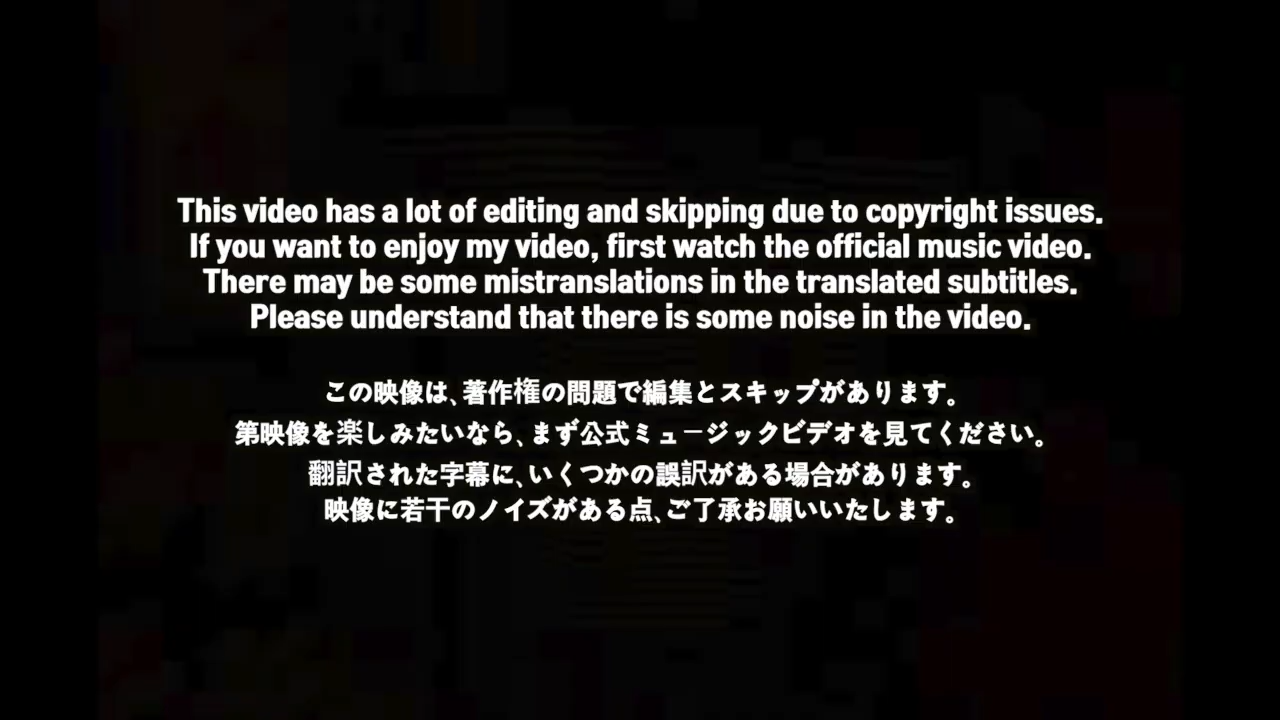 This video has a lot of editing and skipping due to copyright issues.
If you want to enjoy my video, first watch the official music video.
There may be some mistranslations in the translated subtitles.
Please understand that there is some noise in the video.
この映像は､著作権の問題で編集とスキップがあります。
第映像を楽しみたいなら､まず公式ミュージックビデオを見てください。
翻訳された字幕に､いくつかの誤訳がある場合があります。
映像に若干のノイズがある点､ご了承お願いいたします。